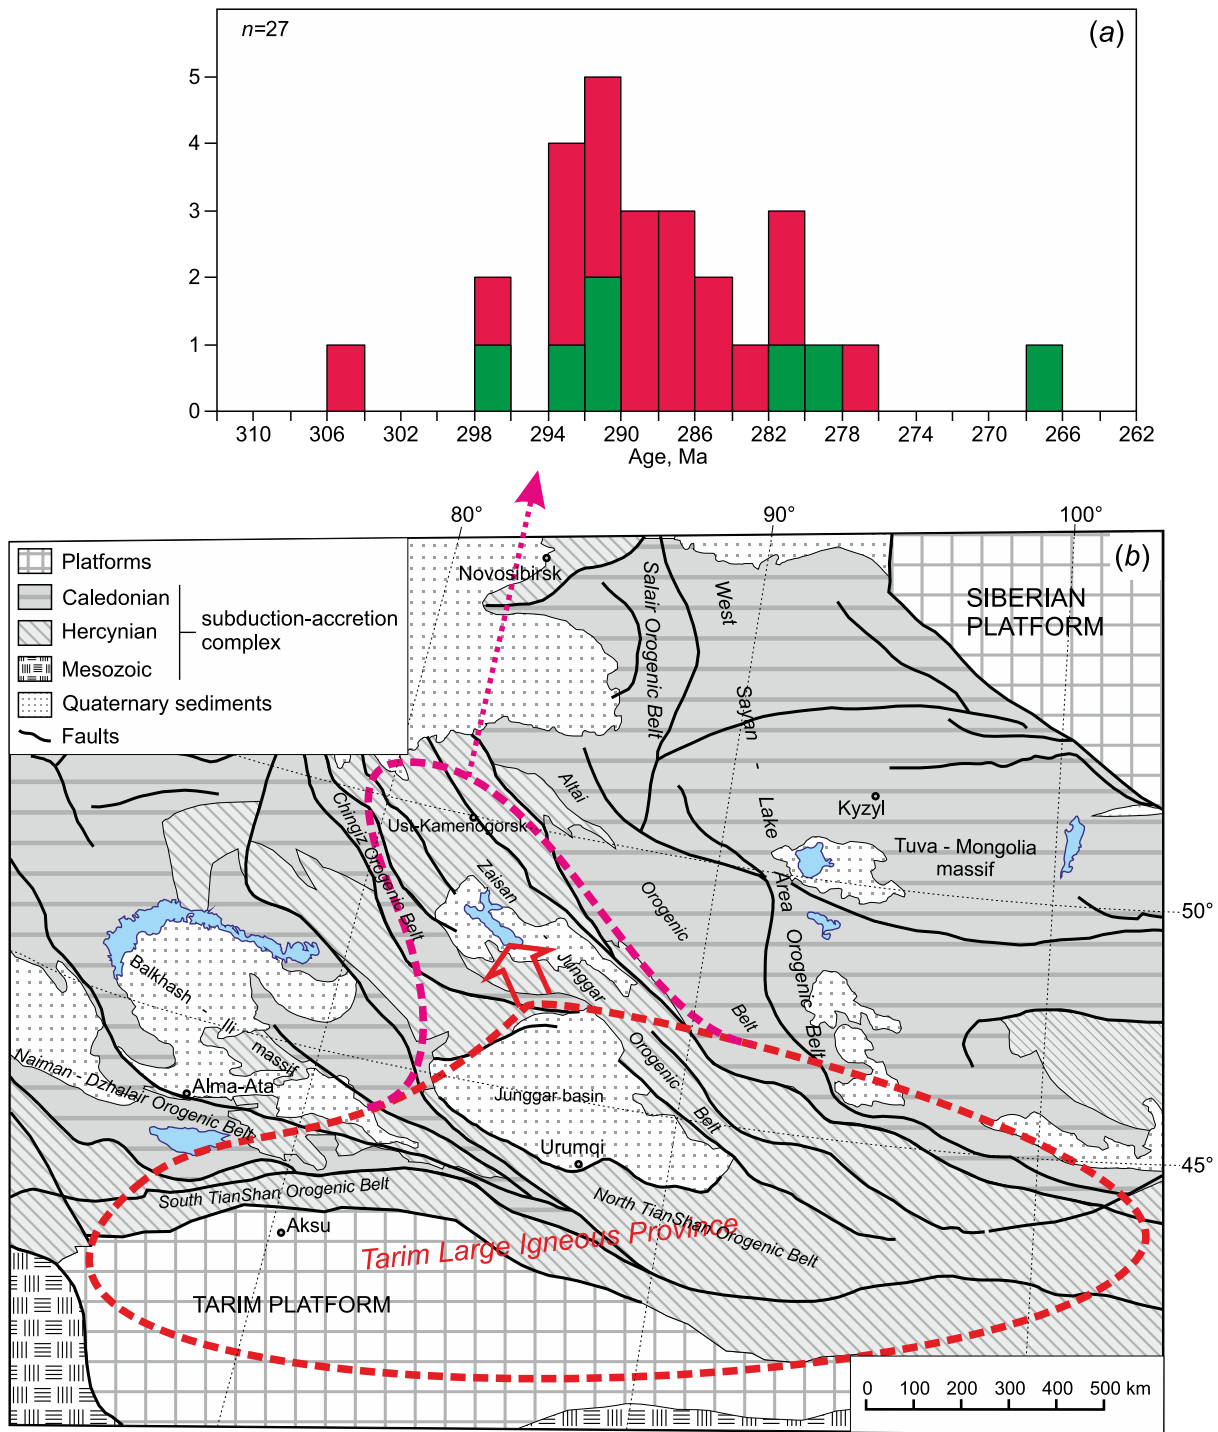 n=27
(a)
5
4
3
2
1
0
310 306 302 298 294 290 286 282 278 274 270 266 262
Age, Ma
80° 90° 100°
(b)
Platforms
Caledonian
Hercynian
Mesozoic
subduction-accretion
complex
Quaternary sediments
Faults
Novosibirsk
Salair Orogenic Belt
West
Sayan
-
Lake
Area
Orogenic
Belt
SIBERIAN
PLATFORM
Altai
Orogenic
Belt
Kyzyl
Tuva - Mongolia
massif
Chingiz Orogenic Belt
Ust-Kamenogorsk
Zaisan
-
Junggar
Orogenic
Belt
50°
Balkhash
-
Ili
massif
Naiman - Dzhalair Orogenic Belt
Alma-Ata
Junggar basin
Urumqi
45°
South TianShan Orogenic Belt
North TianShan Orogenic Belt
Aksu
Tarim Large Igneous Province
TARIM PLATFORM
0 100 200 300 400 500 km